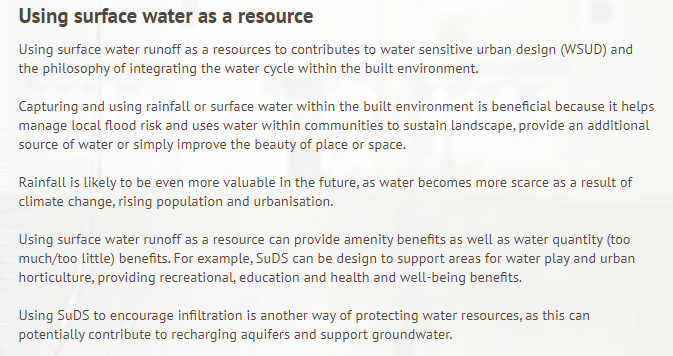 Using surface water as a resource
Using surface water runoff as a resources to contributes to water sensitive urban design (WSUD) and
the philosophy of integrating the water cycle within the built environment.
Capturing and using rainfall or surface water within the built environment is beneficial because it helps
manage local flood risk and uses water within communities to sustain landscape, provide an additional
source of water or simply improve the beauty of place or space.
Rainfall is likely to be even more valuable in the future, as water becomes more scarce as a result of
climate change, rising population and urbanisation.
Using surface water runoff as a resource can provide amenity benefits as well as water quantity (too
much/too little) benefits. For example, SuDS can be design to support areas for water play and urban
horticulture, providing recreational, education and health and well-being benefits.
Using SuDS to encourage infiltration is another way of protecting water resources, as this can
potentially contribute to recharging aquifers and support groundwater.